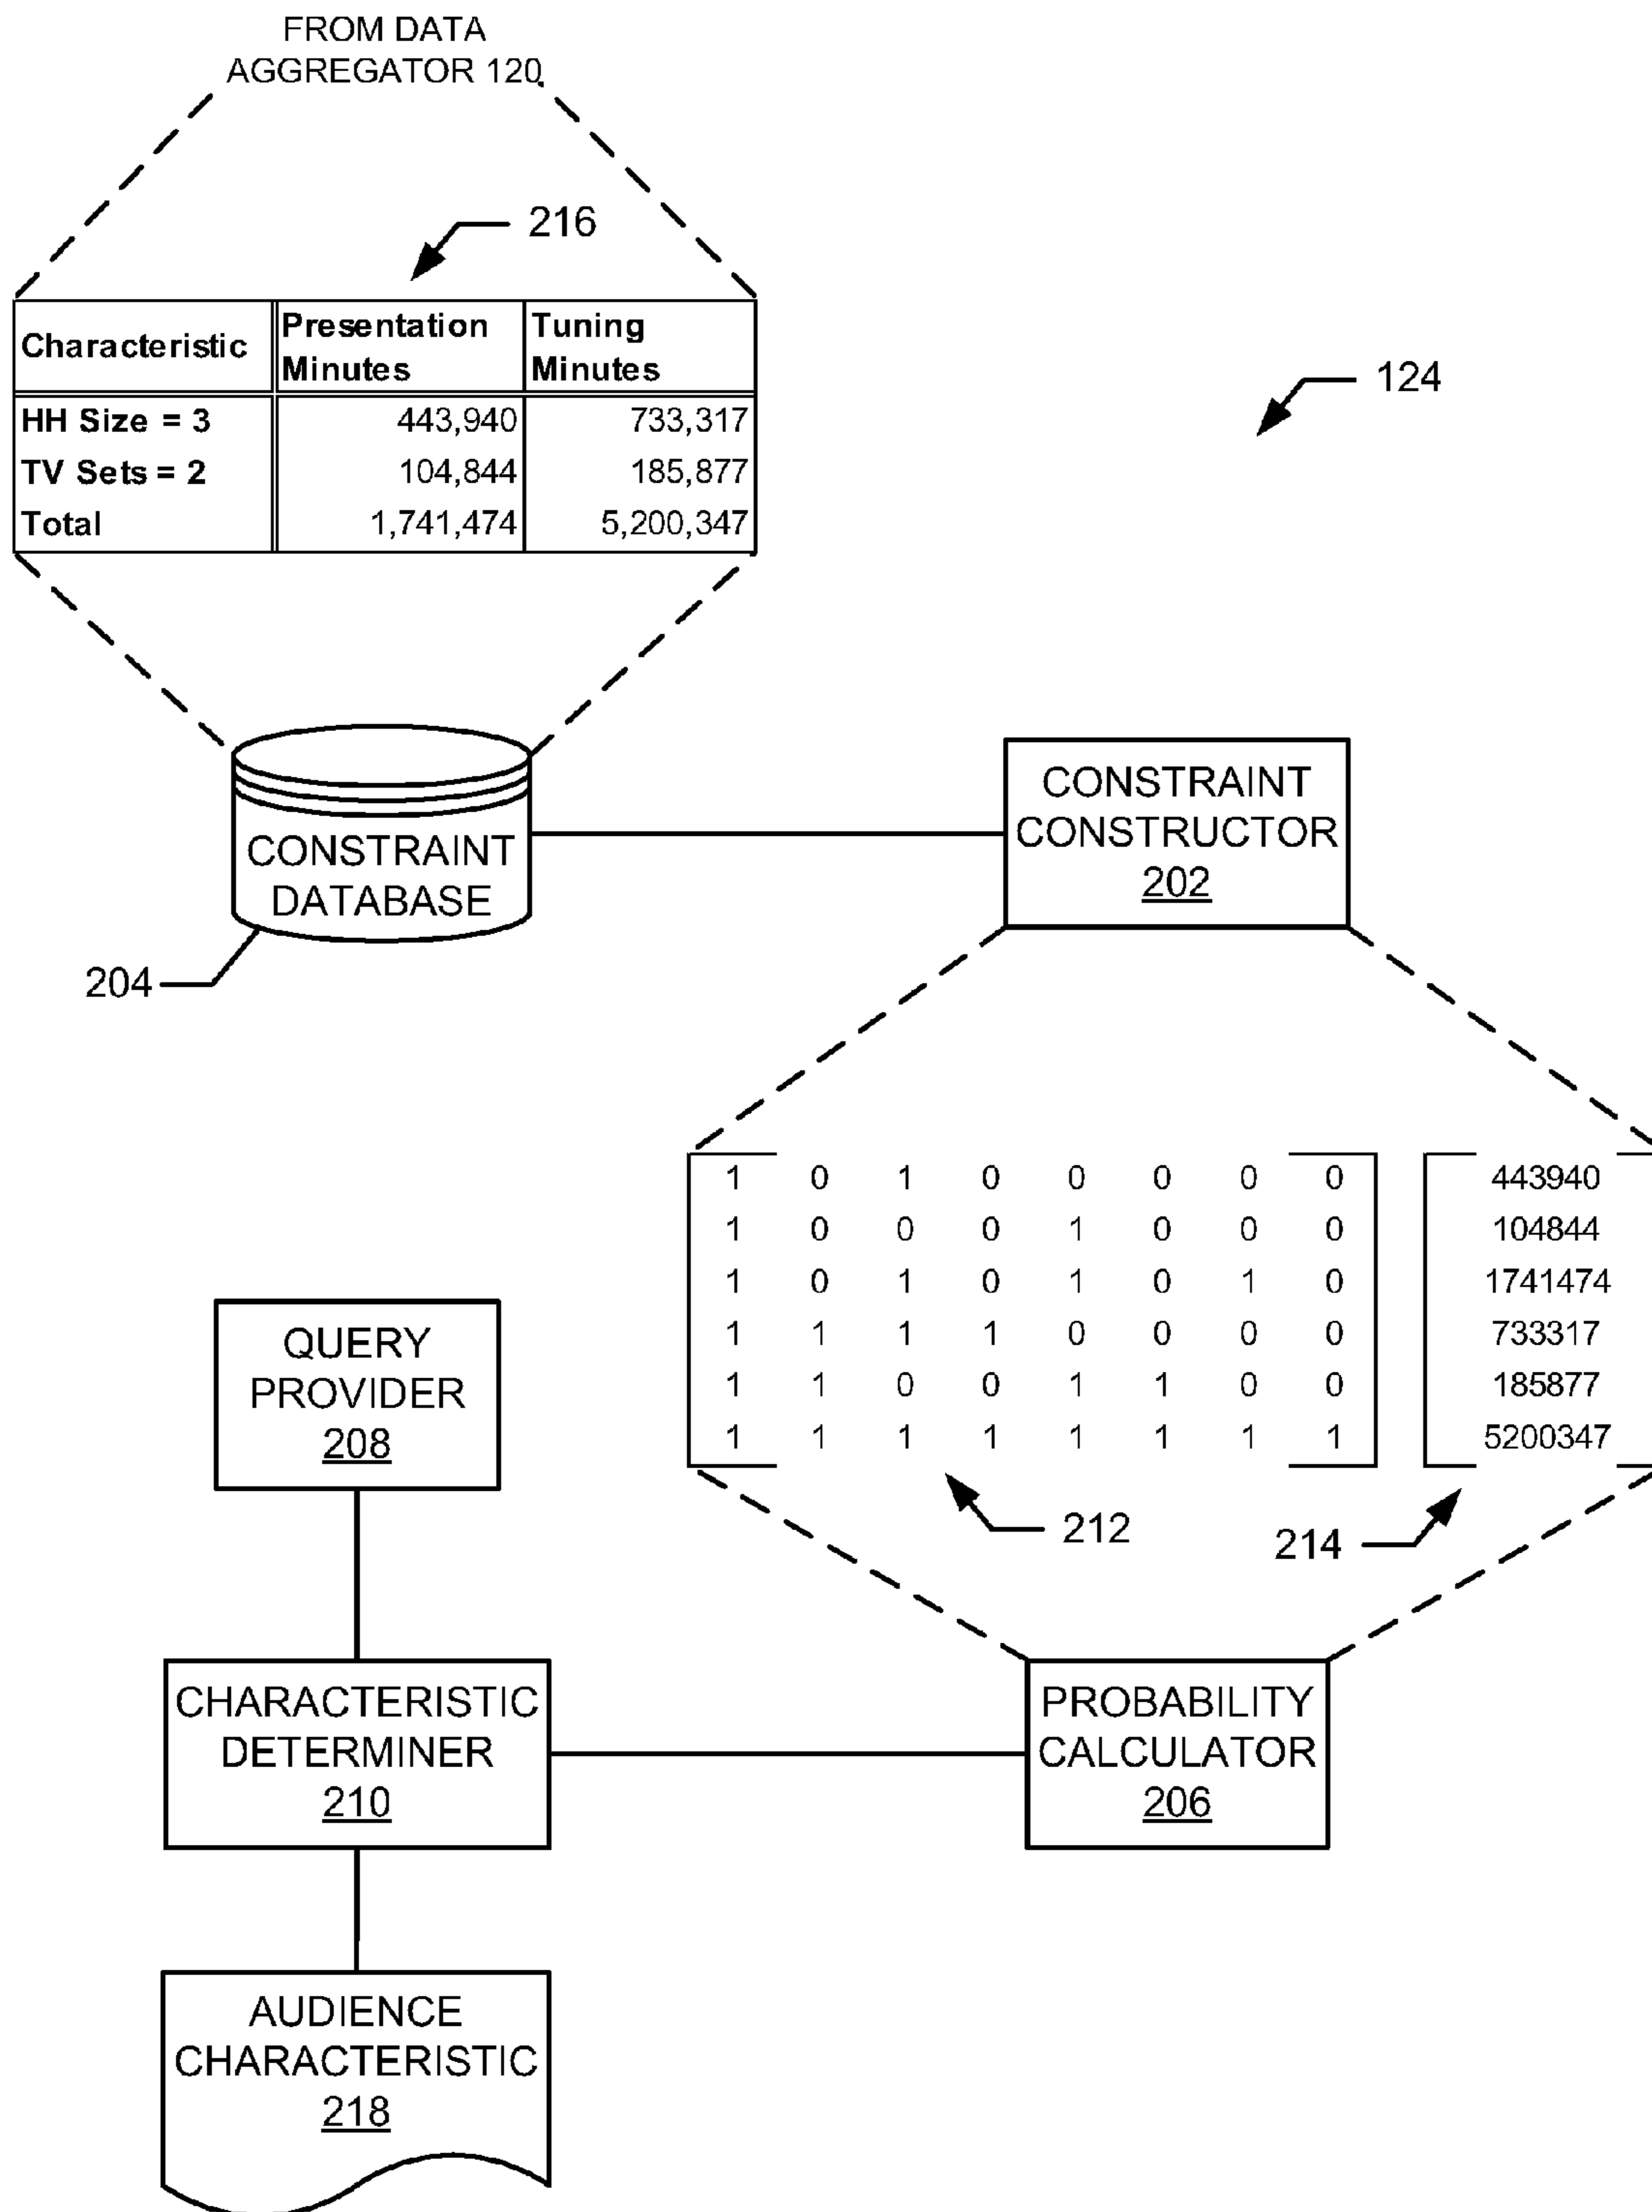 FROM DATA
AGGREGATOR 120
216
Characteristic Presentation Minutes Tuning Minutes
HH Size = 3 443,940 733,317
TV Sets = 2 104,844 185,877
Total 1,741,474 5,200,347
124
CONSTRAINT
DATABASE
204
CONSTRAINT
CONSTRUCTOR
202
1 0 1 0 0 0 0 0 443940
1 0 0 0 1 0 0 0 104844
1 0 1 0 1 0 1 0 1741474
1 1 1 1 0 0 0 0 733317
1 1 0 0 1 1 0 0 185877
1 1 1 1 1 1 1 1 5200347
212
214
QUERY
PROVIDER
208
CHARACTERISTIC
DETERMINER
210
PROBABILITY
CALCULATOR
206
AUDIENCE
CHARACTERISTIC
218